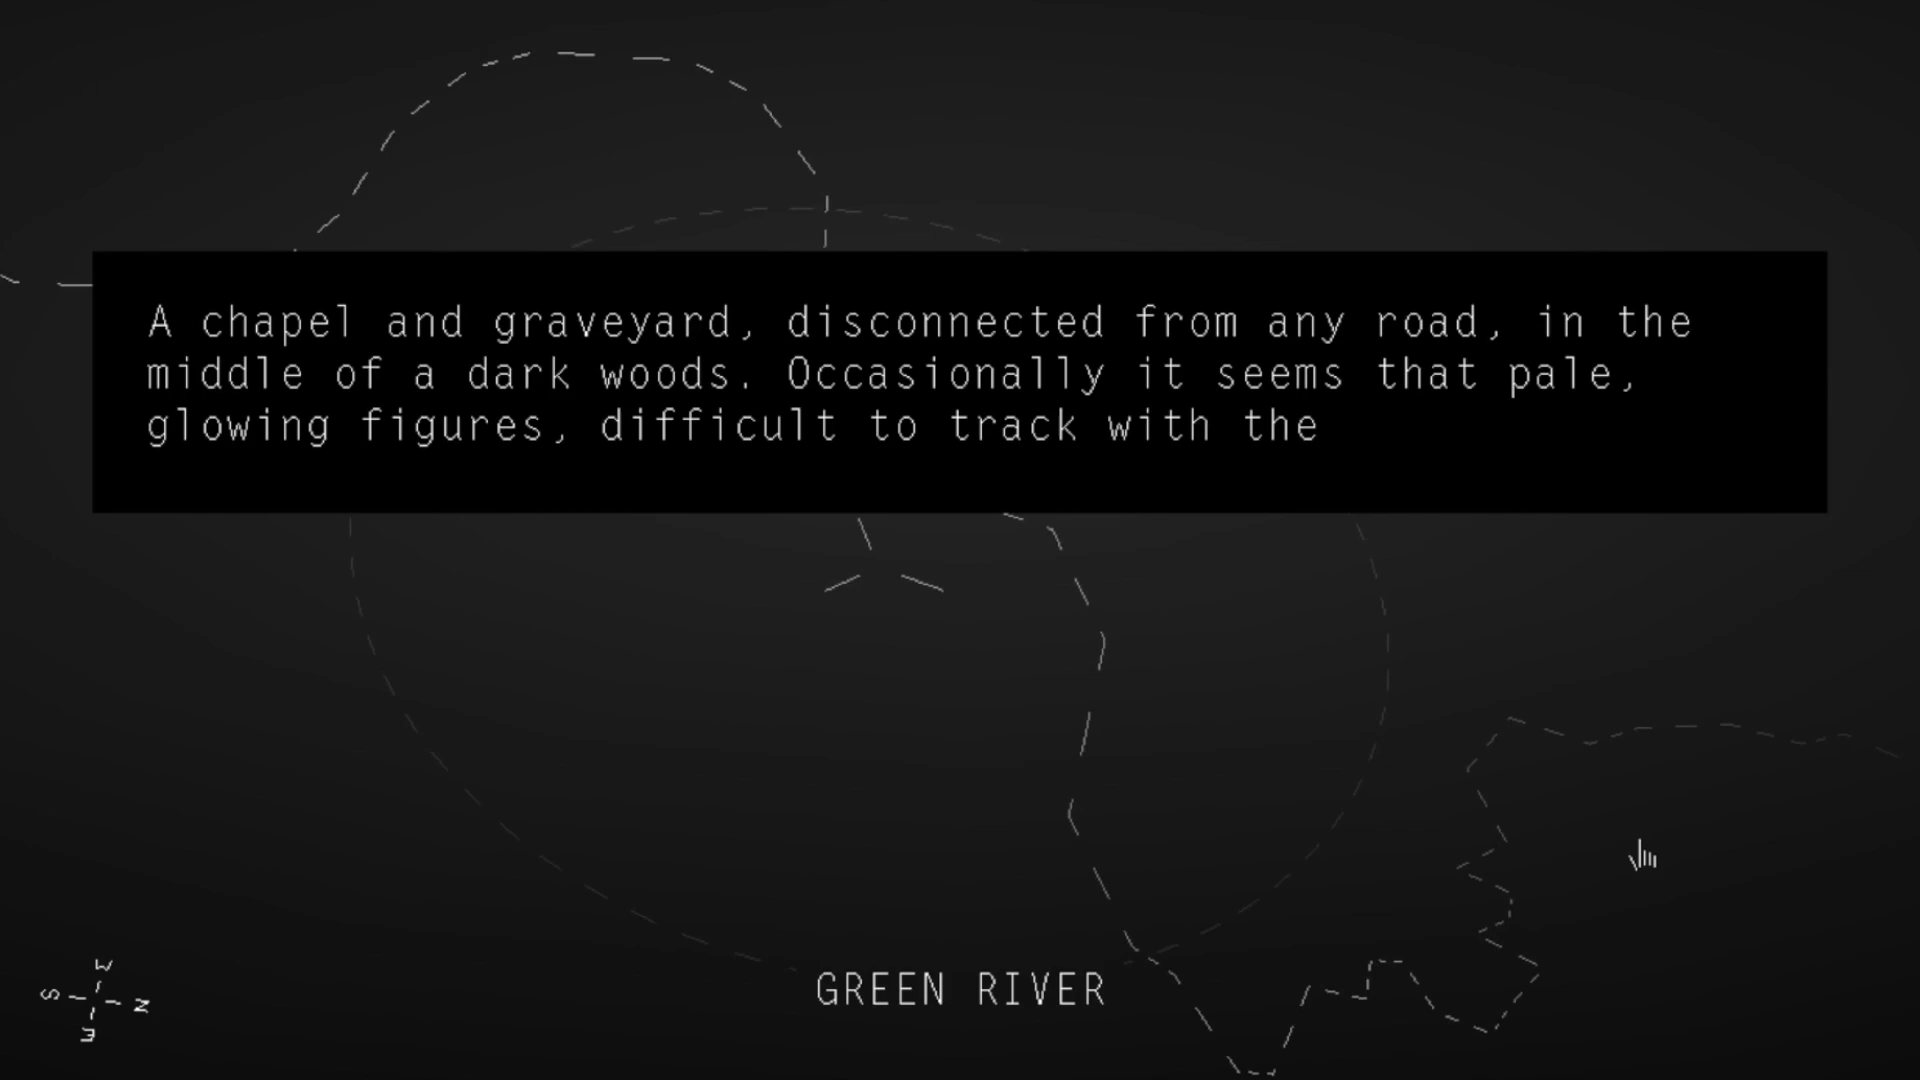 A chapel and graveyard, disconnected from any road, in the
middle of a dark woods. Occasionally it seems that pale,
glowing figures, difficult to track with the
GREEN RIVER
W
S N
E